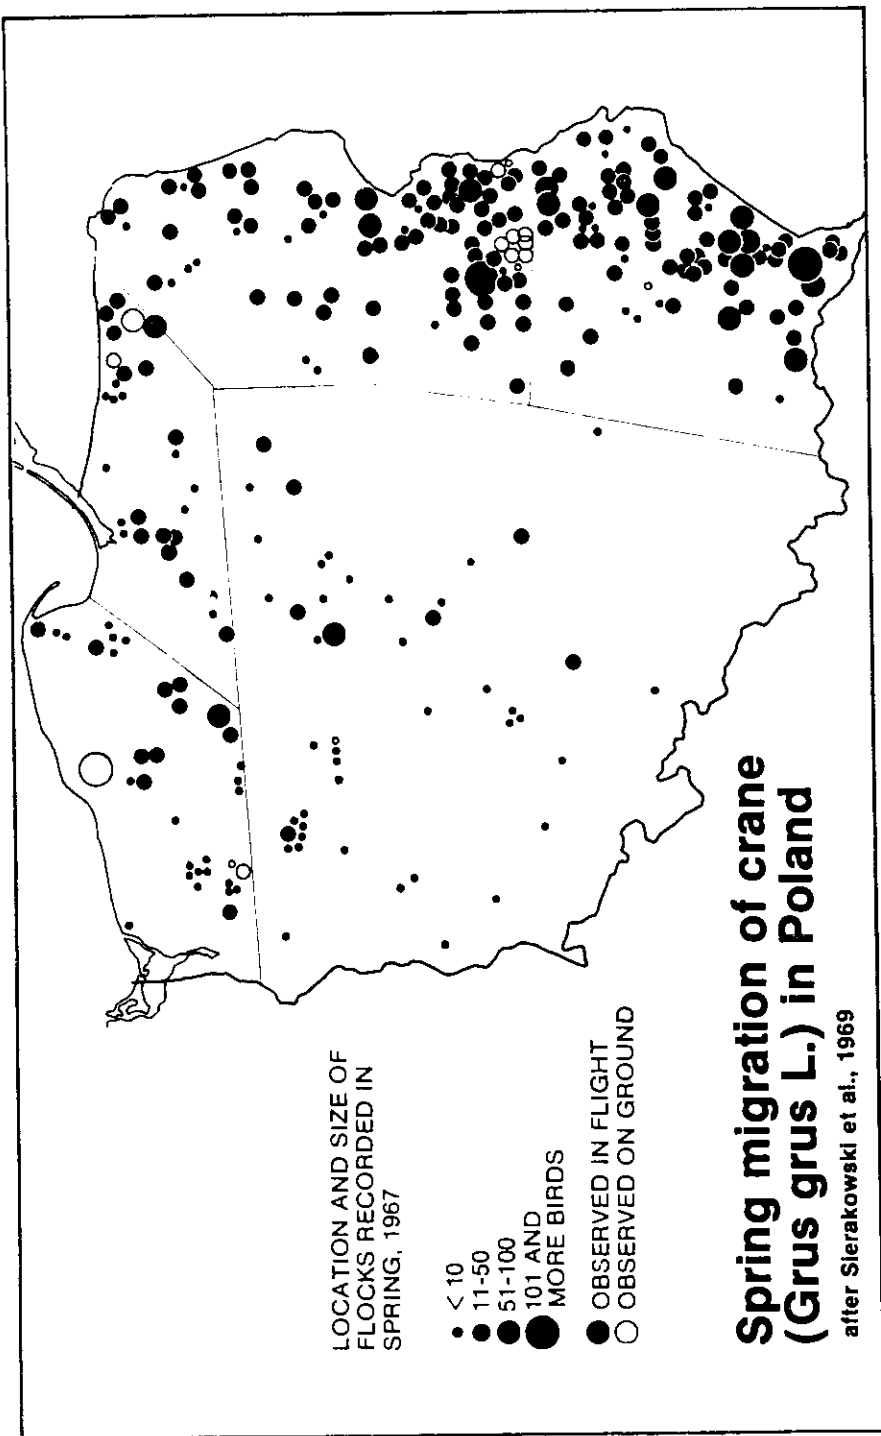 LOCATION AND SIZE OF
FLOCKS RECORDED IN
SPRING, 1967
< 10
11-50
51-100
101 AND
MORE BIRDS
OBSERVED IN FLIGHT
OBSERVED ON GROUND
Spring migration of crane
(Grus grus L.) in Poland
after Sierakowski et al., 1969